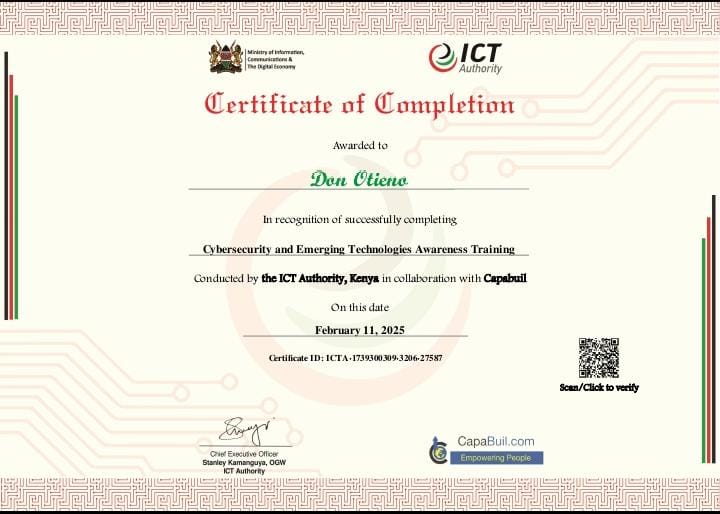 Ministry of Information,
Communications &
The Digital Economy
ICT
Authority
Certificate of Completion
Awarded to
Don Otieno
In recognition of successfully completing
Cybersecurity and Emerging Technologies Awareness Training
Conducted by the ICT Authority, Kenya in collaboration with Capabuil
On this date
February 11, 2025
Certificate ID: ICTA-1739300309-3206-27587
Scan/Click to verify
Chief Executive Officer
Stanley Kamanguya, OGW
ICT Authority
CapaBuil.com
Empowering People